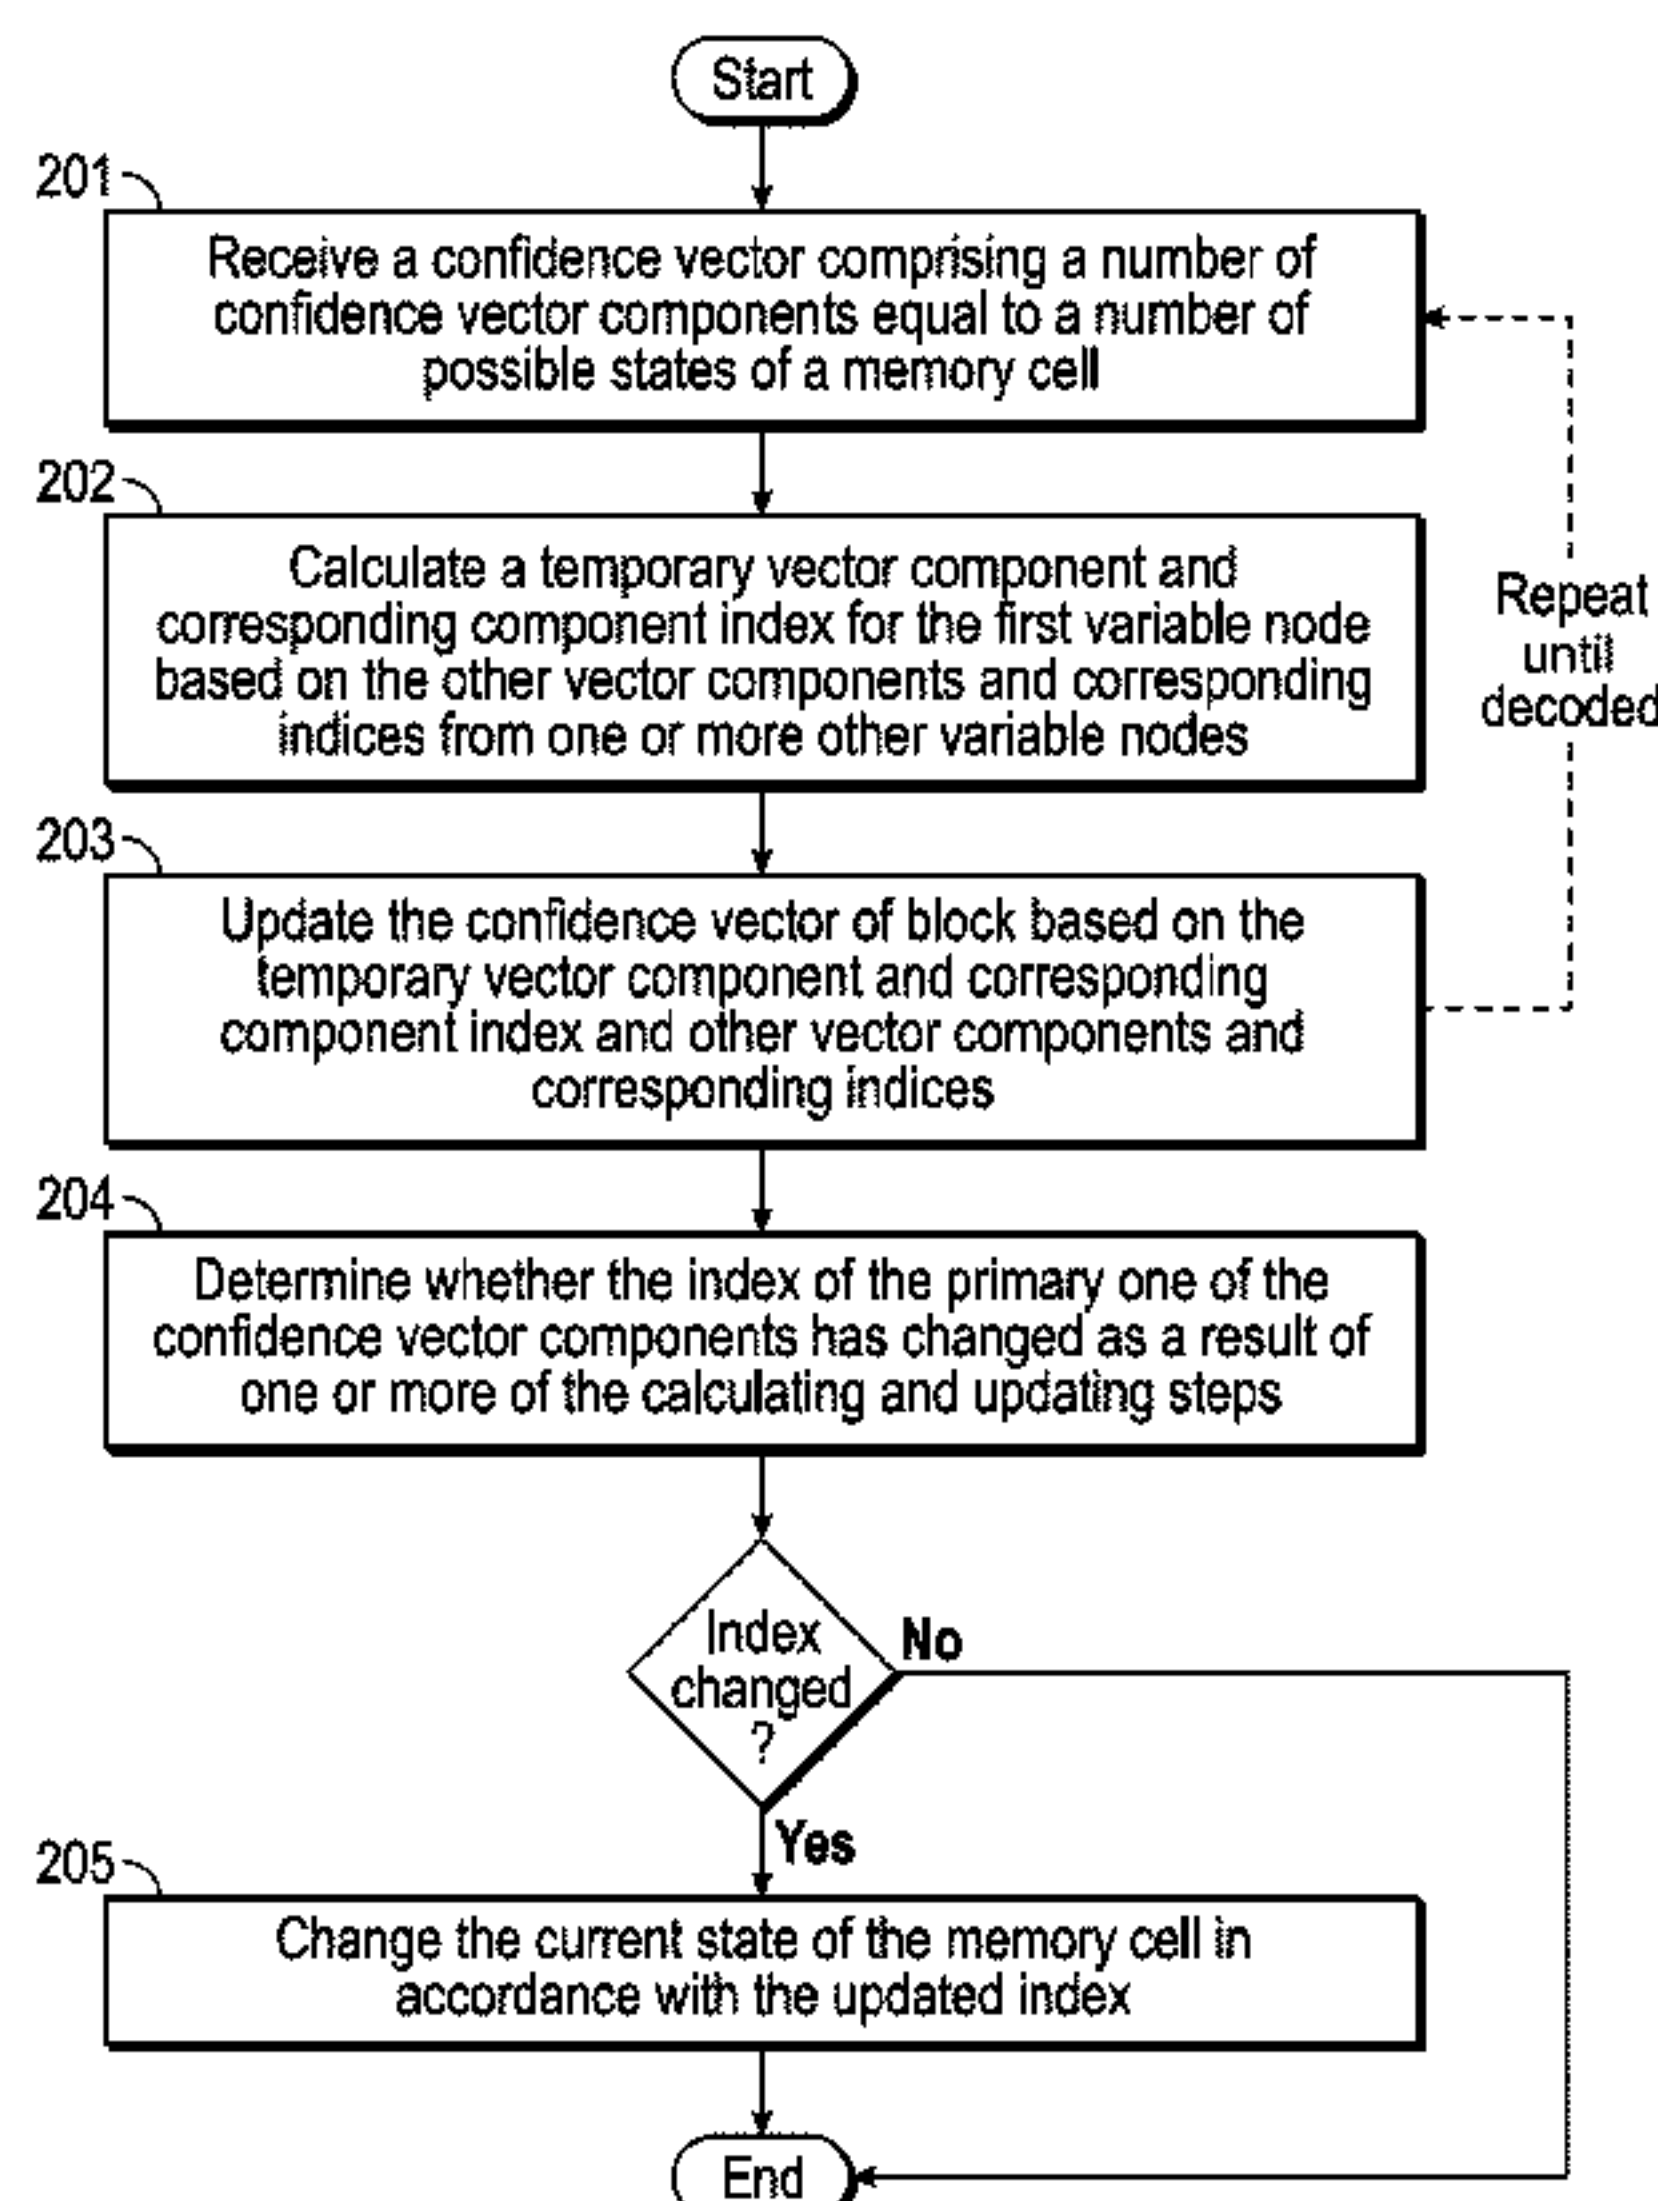 Start
201
Receive a confidence vector comprising a number of
confidence vector components equal to a number of
possible states of a memory cell
202
Calculate a temporary vector component and
corresponding component index for the first variable node
based on the other vector components and corresponding
indices from one or more other variable nodes
Repeat
until
decoded
203
Update the confidence vector of block based on the
temporary vector component and corresponding
component index and other vector components and
corresponding indices
204
Determine whether the index of the primary one of the
confidence vector components has changed as a result of
one or more of the calculating and updating steps
Index
changed
?
No
Yes
205
Change the current state of the memory cell in
accordance with the updated index
End